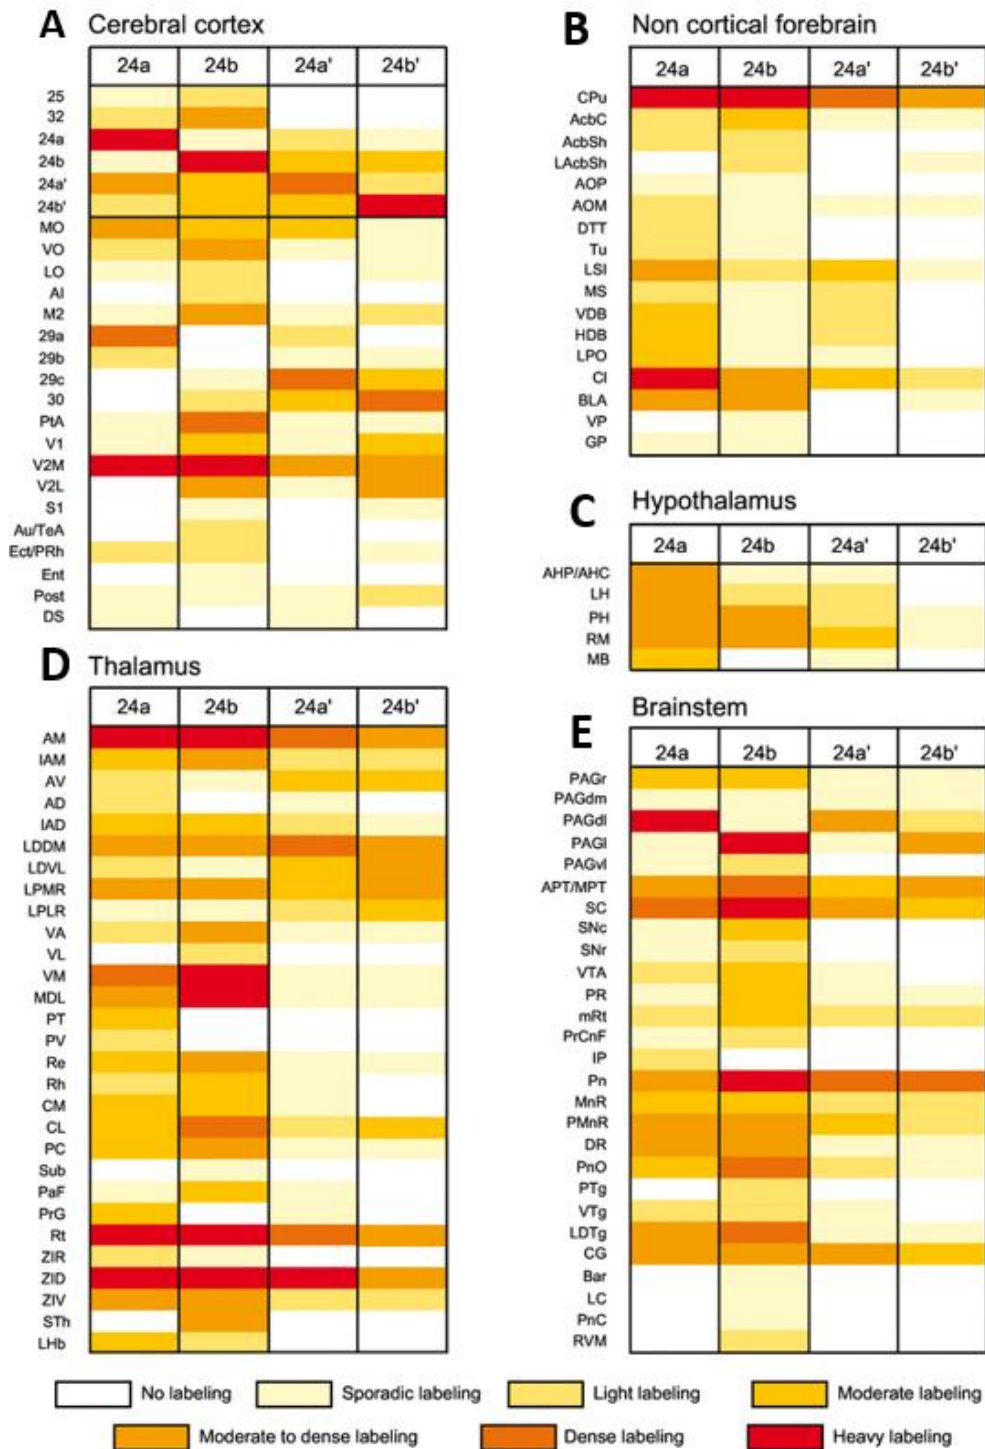 A Cerebral cortex
24a 24b 24a' 24b'
25
32
24a
24b
24a'
24b'
MO
VO
LO
AI
M2
29a
29b
29c
30
PtA
V1
V2M
V2L
S1
Au/TeA
Ect/PRh
Ent
Post
DS
B Non cortical forebrain
24a 24b 24a' 24b'
CPu
AcbC
AcbSh
LAcbSh
AOP
AOM
DTT
Tu
LSI
MS
VDB
HDB
LPO
Cl
BLA
VP
GP
C Hypothalamus
24a 24b 24a' 24b'
AHP/AHC
LH
PH
RM
MB
D Thalamus
24a 24b 24a' 24b'
AM
IAM
AV
AD
IAD
LDDM
LDVL
LPMR
LPLR
VA
VL
VM
MDL
PT
PV
Re
Rh
CM
CL
PC
Sub
PaF
PrG
Rt
ZIR
ZID
ZIV
STh
LHb
E Brainstem
24a 24b 24a' 24b'
PAGr
PAGdm
PAGdl
PAGl
PAGvl
APT/MPT
SC
SNc
SNr
VTA
PR
mRt
PrCnF
IP
Pn
MnR
PMnR
DR
PnO
PTg
VTg
LDTg
CG
Bar
LC
PnC
RVM
No labeling Sporadic labeling Light labeling Moderate labeling
Moderate to dense labeling Dense labeling Heavy labeling